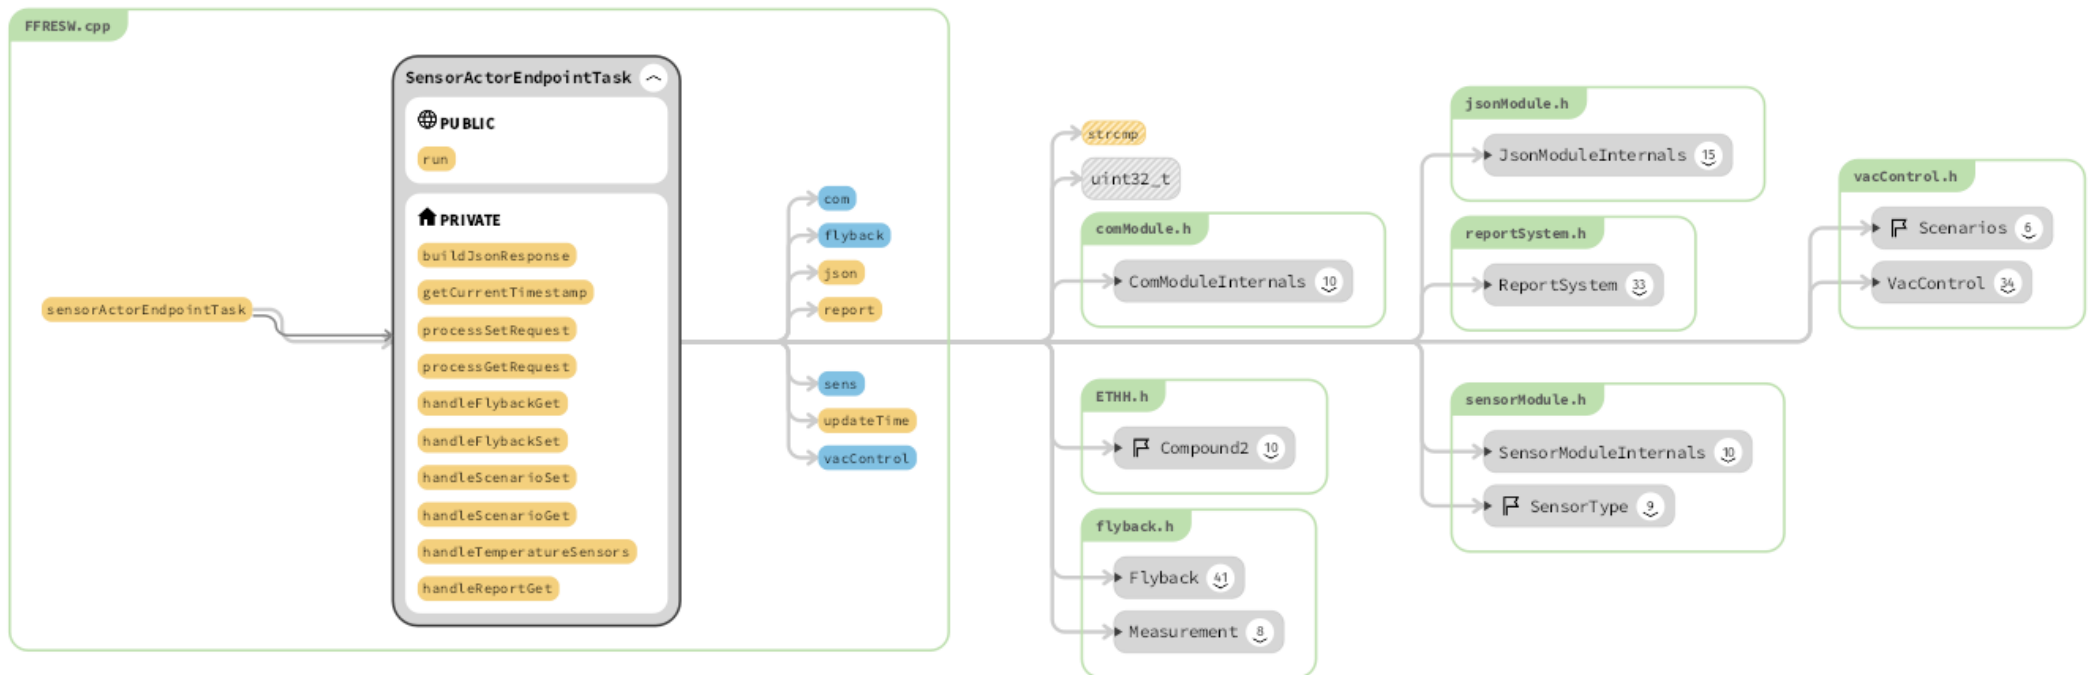 FFRESW.cpp
SensorActorEndpointTask
PUBLIC
run
PRIVATE
buildJsonResponse
getCurrentTimestamp
processSetRequest
processGetRequest
handleFlybackGet
handleFlybackSet
handleScenarioSet
handleScenarioGet
handleTemperatureSensors
handleReportGet
sensorActorEndpointTask
com
flyback
json
report
sens
updateTime
vacControl
strcmp
uint32_t
comModule.h
ComModuleInternals 10
ETHH.h
Compound2 10
flyback.h
Flyback 41
Measurement 8
jsonModule.h
JsonModuleInternals 15
reportSystem.h
ReportSystem 33
sensorModule.h
SensorModuleInternals 10
SensorType 9
vacControl.h
Scenarios 6
VacControl 34